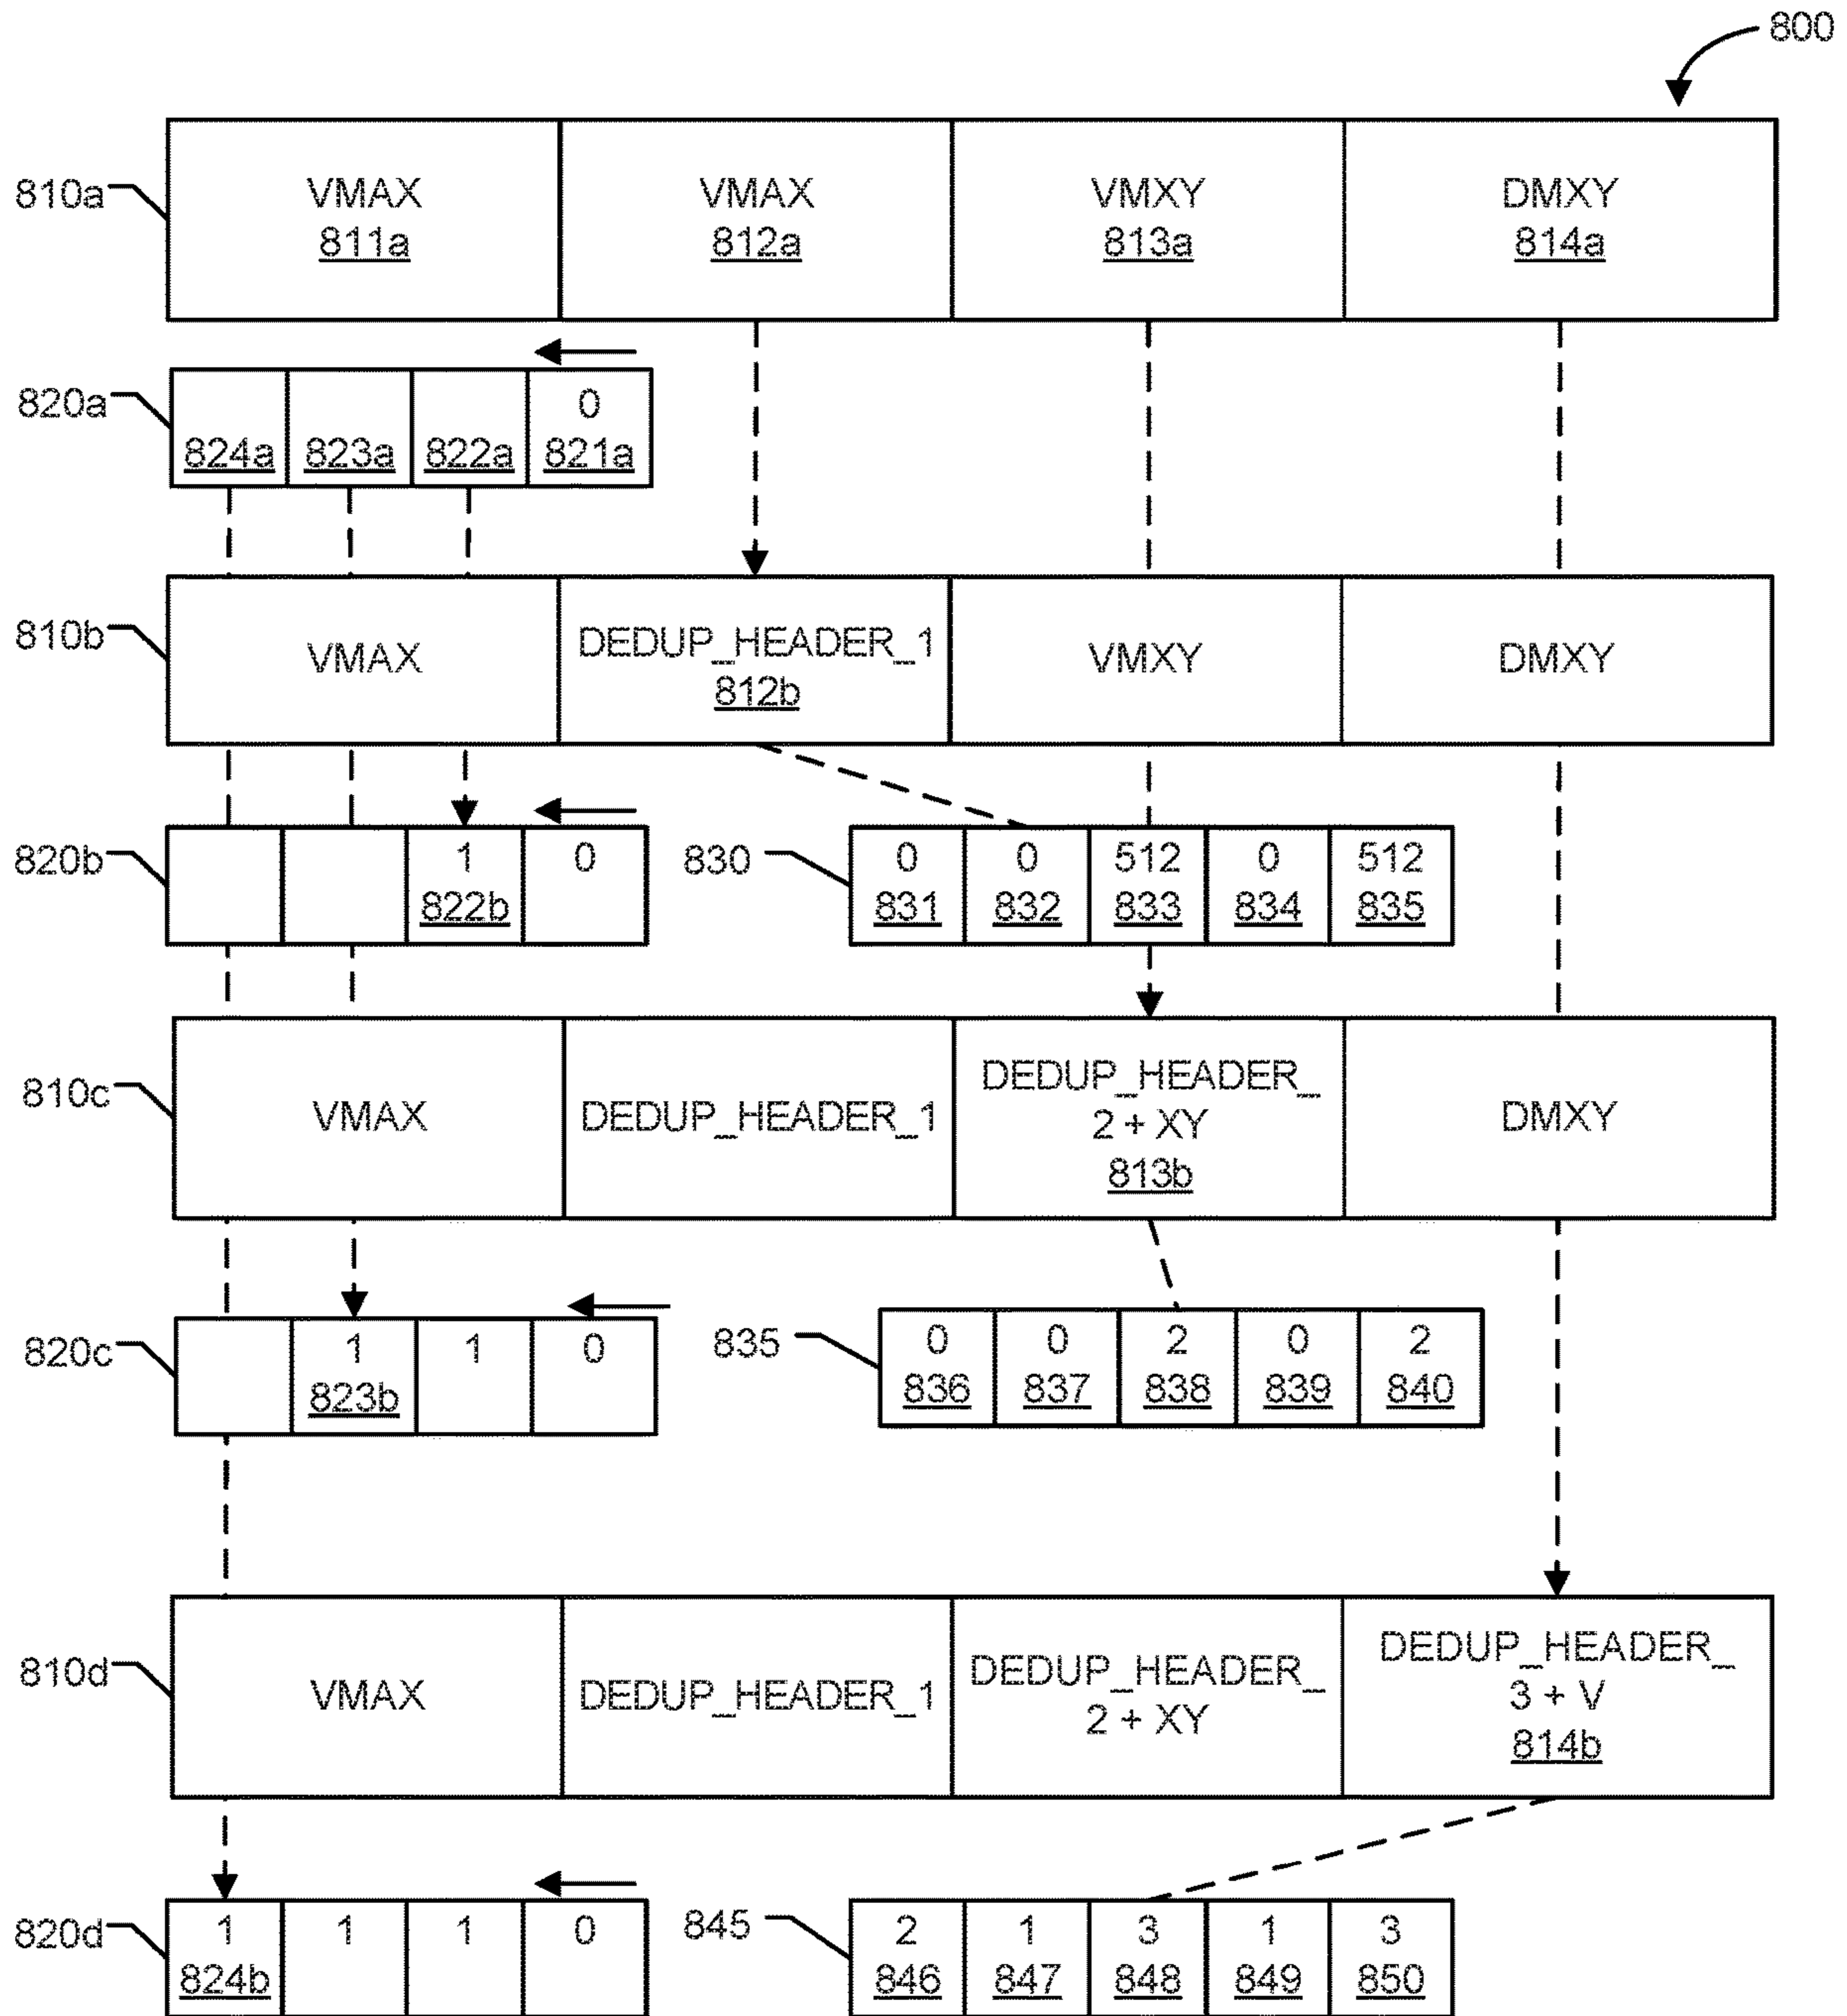 800
810a
VMAX
811a
VMAX
812a
VMXY
813a
DMXY
814a
820a
824a
823a
822a
0
821a
810b
VMAX
DEDUP_HEADER_1
812b
VMXY
DMXY
820b
1
822b
0
830
0
831
0
832
512
833
0
834
512
835
810c
VMAX
DEDUP_HEADER_1
DEDUP_HEADER_
2 + XY
813b
DMXY
820c
1
823b
1
0
835
0
836
0
837
2
838
0
839
2
840
810d
VMAX
DEDUP_HEADER_1
DEDUP_HEADER_
2 + XY
DEDUP_HEADER_
3 + V
814b
820d
1
824b
1
1
0
845
2
846
1
847
3
848
1
849
3
850